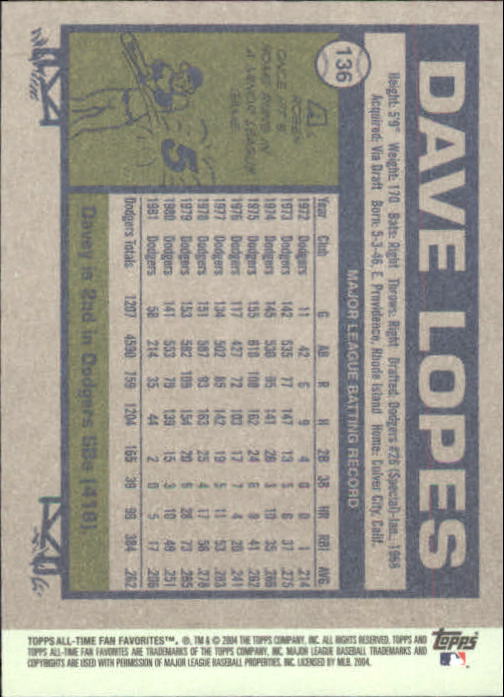 136
DAVE LOPES
Height: 5'9" Weight: 170 Bats: Right Throws: Right Drafted: Dodgers #26 (Special)-Jan., 1968
Acquired: Via Draft Born: 5-3-46 E. Providence, Rhode Island Home: Culver City, Calif.
MAJOR LEAGUE BATTING RECORD
Year Club G AB R H 2B 3B HR RBI AVG.
1972 Dodgers 11 42 6 9 4 0 0 1 .214
1973 Dodgers 142 535 77 147 13 5 6 37 .275
1974 Dodgers 145 530 95 141 26 3 10 35 .266
1975 Dodgers 155 618 108 162 24 6 8 41 .262
1976 Dodgers 117 427 72 103 17 7 4 20 .241
1977 Dodgers 134 502 85 142 19 5 11 53 .283
1978 Dodgers 151 587 93 163 25 4 17 58 .278
1979 Dodgers 153 582 109 154 20 6 28 73 .265
1980 Dodgers 141 553 79 139 15 3 10 49 .251
1981 Dodgers 58 214 35 44 2 0 5 17 .206
Dodgers Totals 1207 4590 759 1204 165 39 99 384 .262
ONCE HIT 3
HOME RUNS IN
A LEAGUE
GAME
5
Davey is 2nd in Dodgers SBs (418).
TOPPS ALL-TIME FAN FAVORITES™. ®, TM & © 2004 THE TOPPS COMPANY, INC. ALL RIGHTS RESERVED. TOPPS AND
TOPPS ALL-TIME FAN FAVORITES ARE TRADEMARKS OF THE TOPPS COMPANY, INC. MAJOR LEAGUE BASEBALL TRADEMARKS AND
COPYRIGHTS ARE USED WITH PERMISSION OF MAJOR LEAGUE BASEBALL PROPERTIES, INC. LICENSED BY MLB, 2004.
Topps